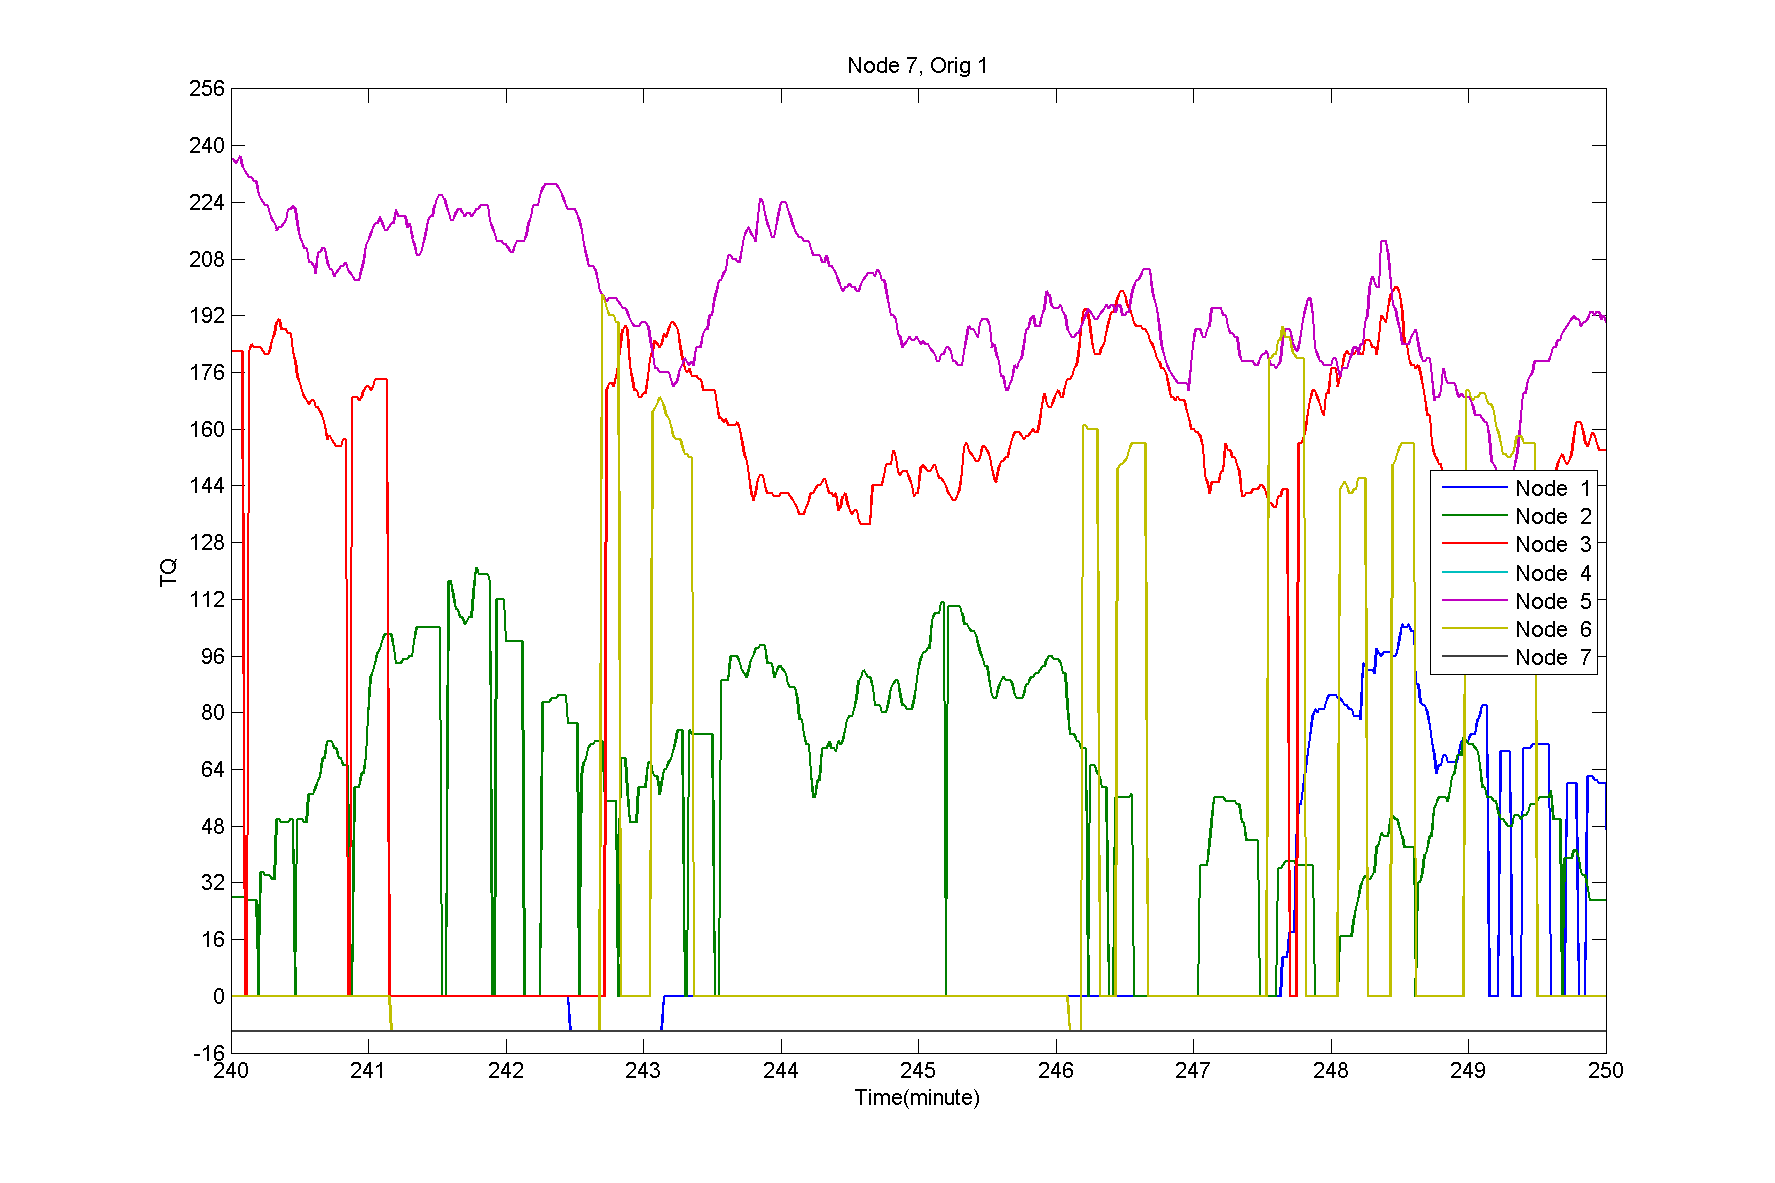 Node 7, Orig 1
256
240
224
208
192
176
160
144
128
112
96
80
64
48
32
16
0
-16
TQ
240 241 242 243 244 245 246 247 248 249 250
Time(minute)
Node 1
Node 2
Node 3
Node 4
Node 5
Node 6
Node 7